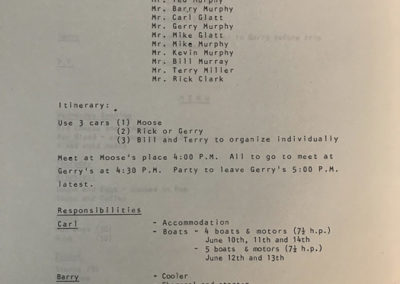 Mr. Ted Murphy
Mr. Barry Murphy
Mr. Carl Glatt
Mr. Gerry Murphy
Mr. Mike Glatt
Mr. Mike Murphy
Mr. Kevin Murphy
Mr. Bill Murray
Mr. Terry Miller
Mr. Rick Clark
Itinerary:
Use 3 cars (1) Moose
(2) Rick or Gerry
(3) Bill and Terry to organize individually
Meet at Moose's place 4:00 P.M. All to go to meet at
Gerry's at 4:30 P.M. Party to leave Gerry's 5:00 P.M.
latest.
Responsibilities
Carl - Accommodation
- Boats - 4 boats & motors (7½ h.p.)
June 10th, 11th and 14th
- 5 boats & motors (7½ h.p.)
June 12th and 13th
Barry - Cooler